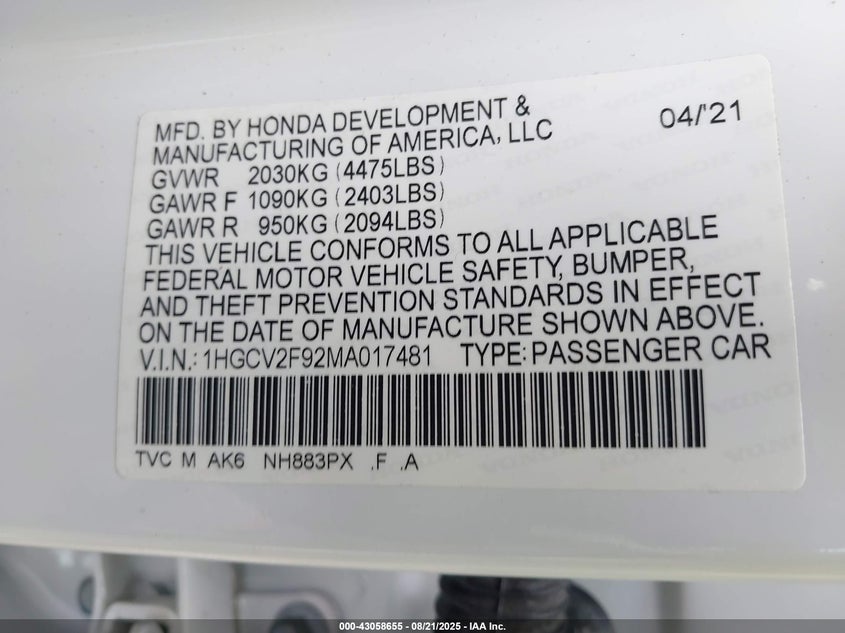 MFD. BY HONDA DEVELOPMENT & 04/'21
MANUFACTURING OF AMERICA, LLC
GVWR 2030KG (4475LBS)
GAWR F 1090KG (2403LBS)
GAWR R 950KG (2094LBS)
THIS VEHICLE CONFORMS TO ALL APPLICABLE
FEDERAL MOTOR VEHICLE SAFETY, BUMPER,
AND THEFT PREVENTION STANDARDS IN EFFECT
ON THE DATE OF MANUFACTURE SHOWN ABOVE.
V.I.N.: 1HGCV2F92MA017481 TYPE: PASSENGER CAR
TVC M AK6 NH883PX .F .A
000-43058655 - 08/21/2025 - IAA Inc.